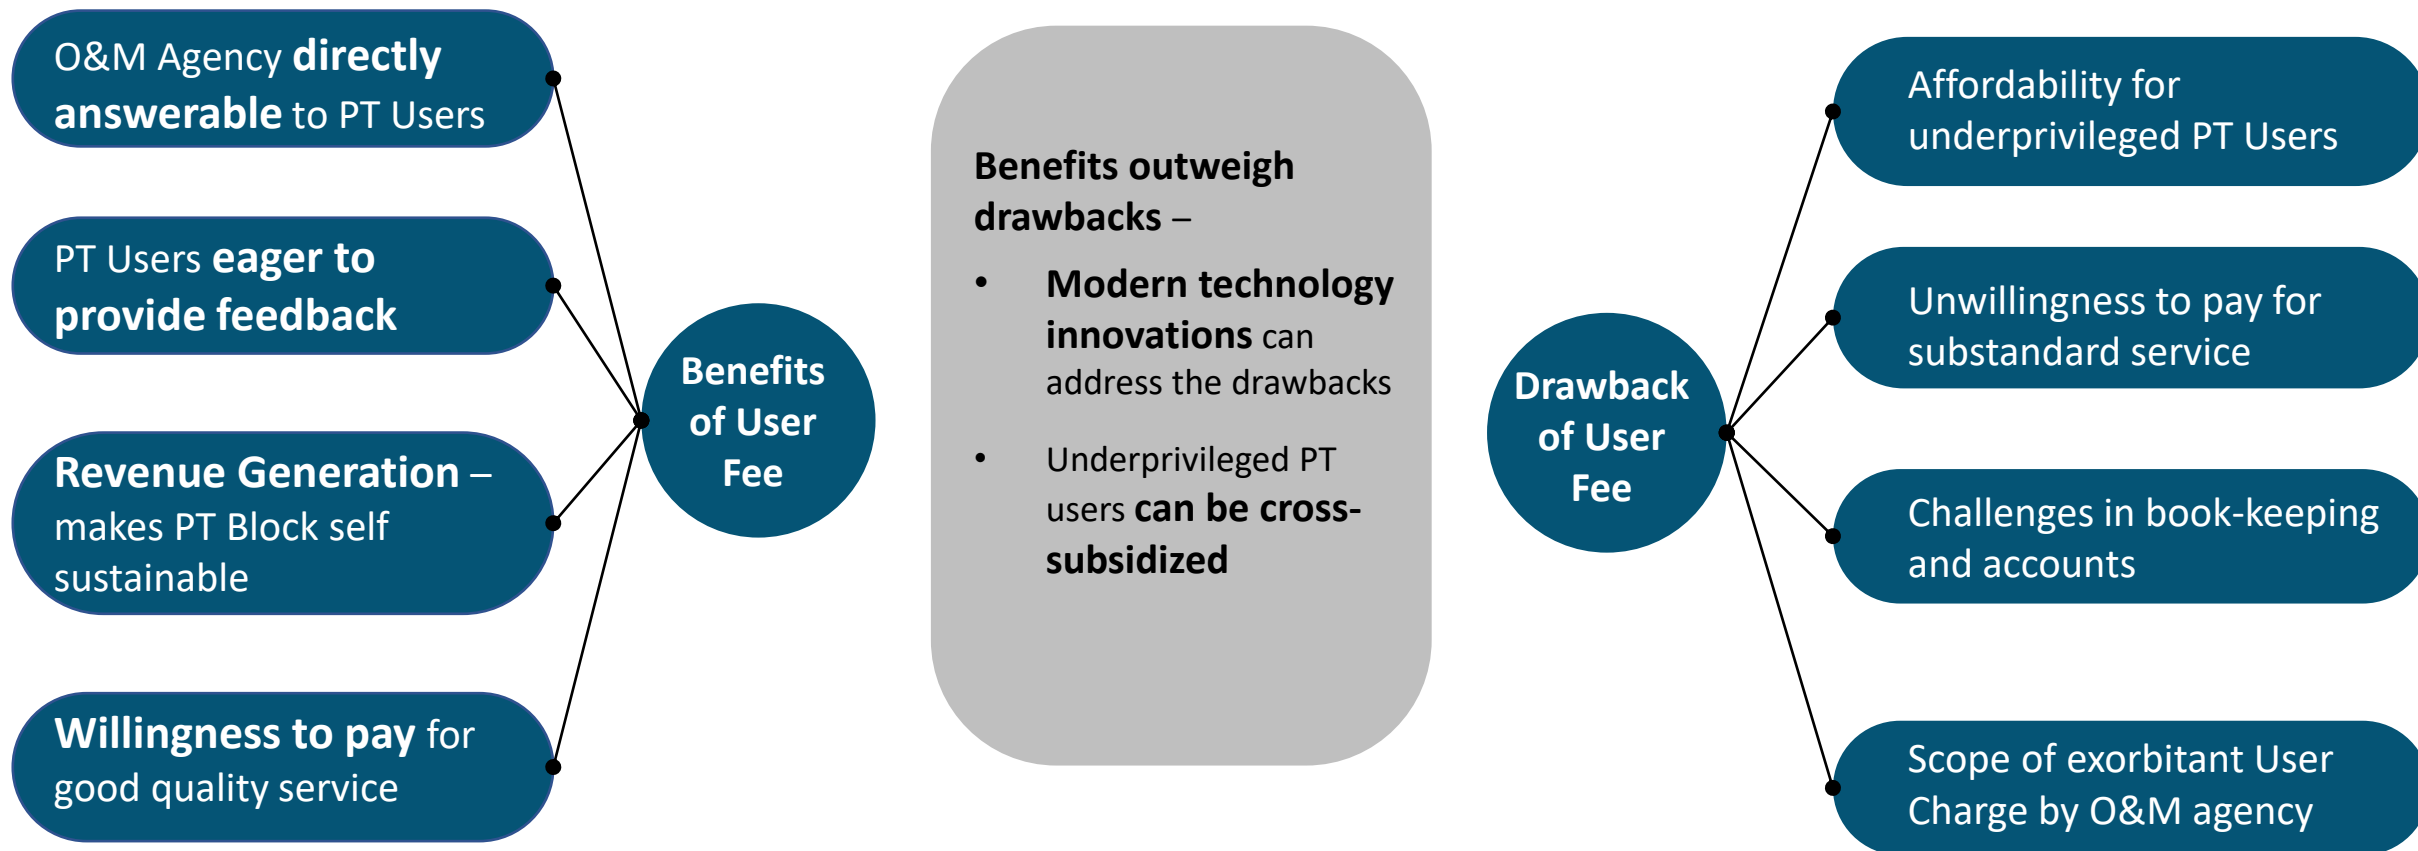 O&M Agency directly
answerable to PT Users
PT Users eager to
provide feedback
Revenue Generation –
makes PT Block self
sustainable
Willingness to pay for
good quality service
Benefits
of User
Fee
Benefits outweigh
drawbacks –
• Modern technology
innovations can
address the drawbacks
• Underprivileged PT
users can be cross-
subsidized
Drawback
of User
Fee
Affordability for
underprivileged PT Users
Unwillingness to pay for
substandard service
Challenges in book-keeping
and accounts
Scope of exorbitant User
Charge by O&M agency